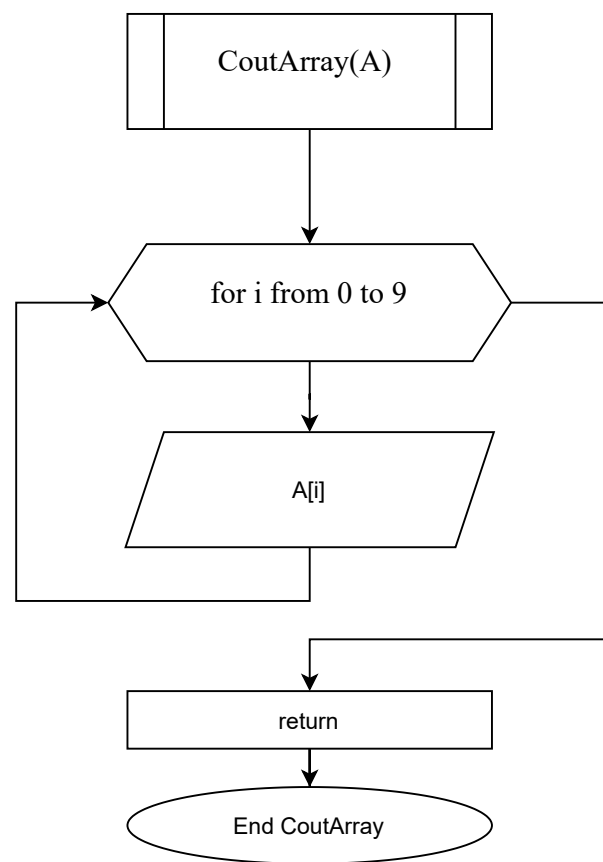 CoutArray(A)
for i from 0 to 9
A[i]
return
End CoutArray